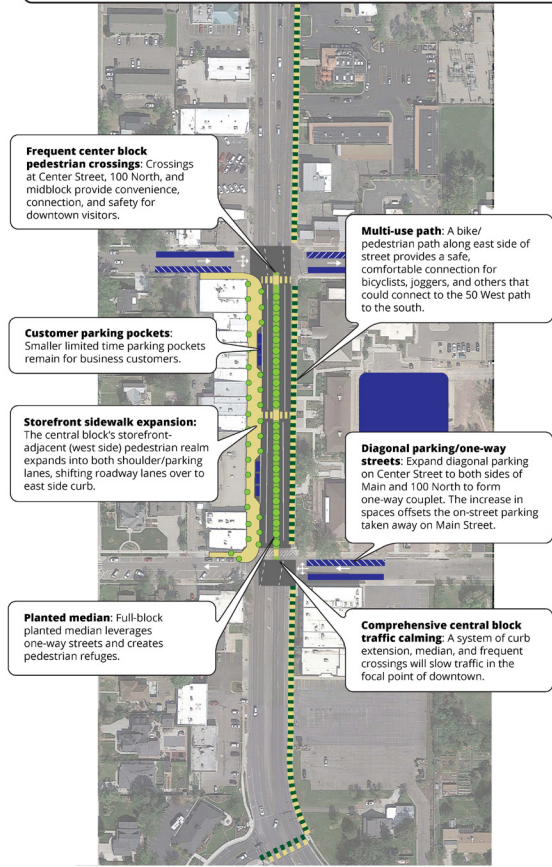 Frequent center block
pedestrian crossings: Crossings
at Center Street, 100 North, and
midblock provide convenience,
connection, and safety for
downtown visitors.
Multi-use path: A bike/
pedestrian path along east side of
street provides a safe,
comfortable connection for
bicyclists, joggers, and others that
could connect to the 50 West path
to the south.
Customer parking pockets:
Smaller limited time parking pockets
remain for business customers.
Storefront sidewalk expansion:
The central block's storefront-
adjacent (west side) pedestrian realm
expands into both shoulder/parking
lanes, shifting roadway lanes over to
east side curb.
Diagonal parking/one-way
streets: Expand diagonal parking
on Center Street to both sides of
Main and 100 North to form
one-way couplet. The increase in
spaces offsets the on-street parking
taken away on Main Street.
Planted median: Full-block
planted median leverages
one-way streets and creates
pedestrian refuges.
Comprehensive central block
traffic calming: A system of curb
extension, median, and frequent
crossings will slow traffic in the
focal point of downtown.